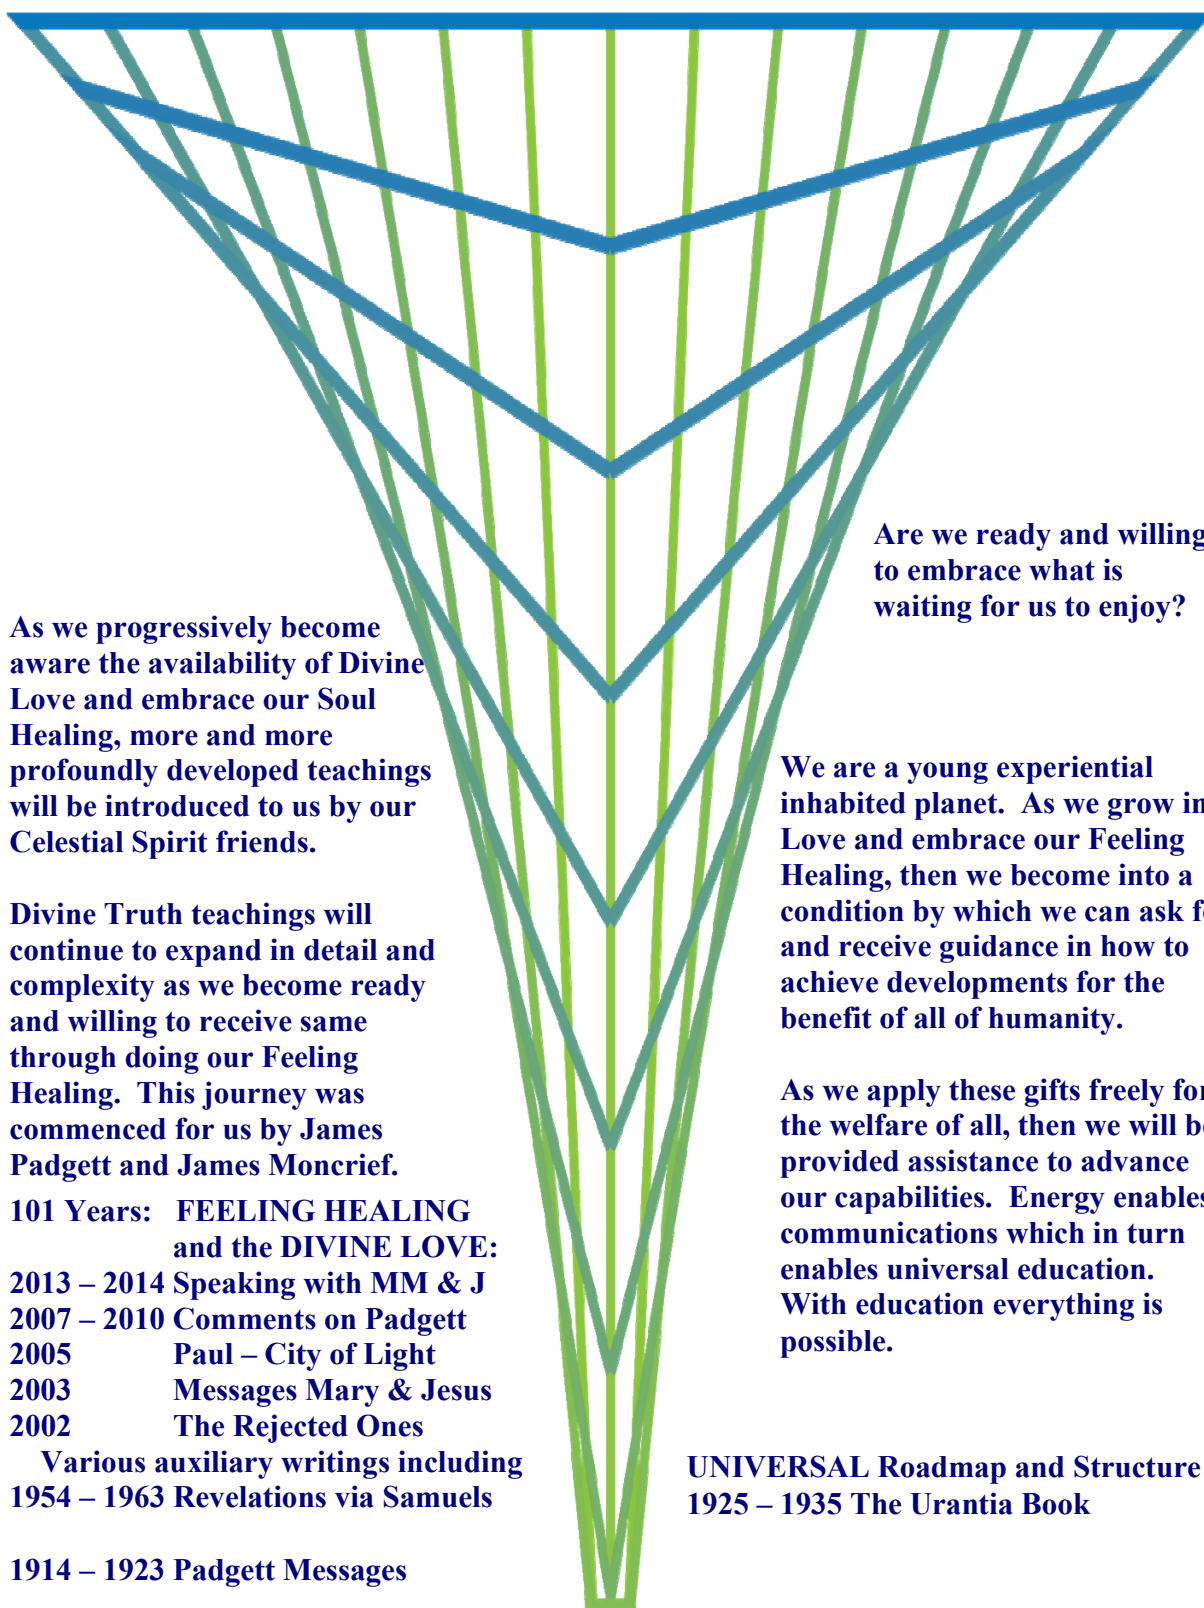 Are we ready and willing
to embrace what is
waiting for us to enjoy?
As we progressively become
aware the availability of Divine
Love and embrace our Soul
Healing, more and more
profoundly developed teachings
will be introduced to us by our
Celestial Spirit friends.
Divine Truth teachings will
continue to expand in detail and
complexity as we become ready
and willing to receive same
through doing our Feeling
Healing.  This journey was
commenced for us by James
Padgett and James Moncrief.
101 Years:   FEELING HEALING
and the DIVINE LOVE:
2013 – 2014 Speaking with MM & J
2007 – 2010 Comments on Padgett
2005 Paul – City of Light
2003 Messages Mary & Jesus
2002 The Rejected Ones
Various auxiliary writings including
1954 – 1963 Revelations via Samuels
1914 – 1923 Padgett Messages
We are a young experiential
inhabited planet.  As we grow in
Love and embrace our Feeling
Healing, then we become into a
condition by which we can ask
and receive guidance in how to
achieve developments for the
benefit of all of humanity.
As we apply these gifts freely for
the welfare of all, then we will be
provided assistance to advance
our capabilities.  Energy enables
communications which in turn
enables universal education.
With education everything is
possible.
UNIVERSAL Roadmap and Structure
1925 – 1935 The Urantia Book